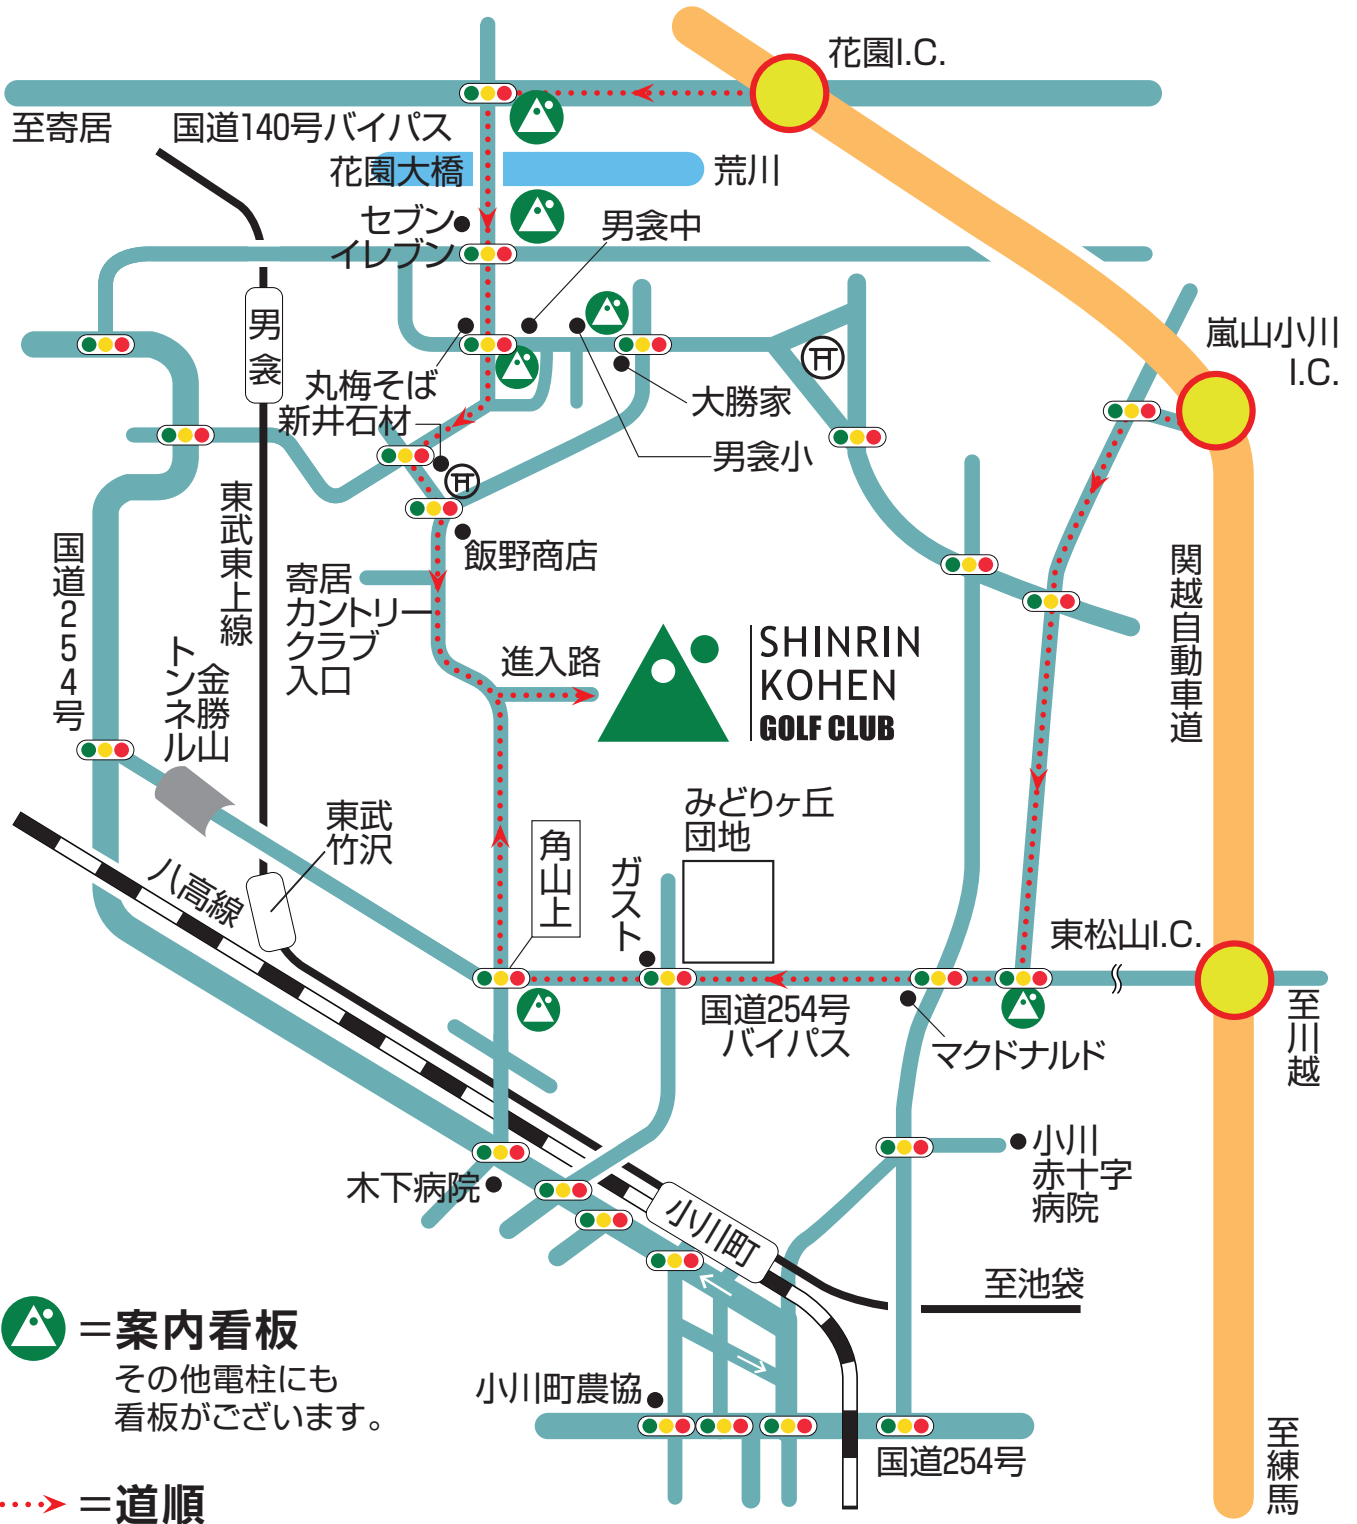 花園I.C.
至寄居
国道140号バイパス
花園大橋
荒川
セブン
イレブン
男衾中
男衾
嵐山小川
I.C.
丸梅そば
新井石材
大勝家
男衾小
東武東上線
国道254号
飯野商店
寄居
カントリー
クラブ
入口
関越自動車道
進入路
SHINRIN
KOHEN
GOLF CLUB
金勝山
トンネル
東武
竹沢
みどりヶ丘
団地
角山上
ガスト
八高線
東松山I.C.
国道254号
バイパス
マクドナルド
至川越
小川
赤十字
病院
木下病院
小川町
至池袋
=案内看板
その他電柱にも
看板がございます。
小川町農協
国道254号
至練馬
=道順